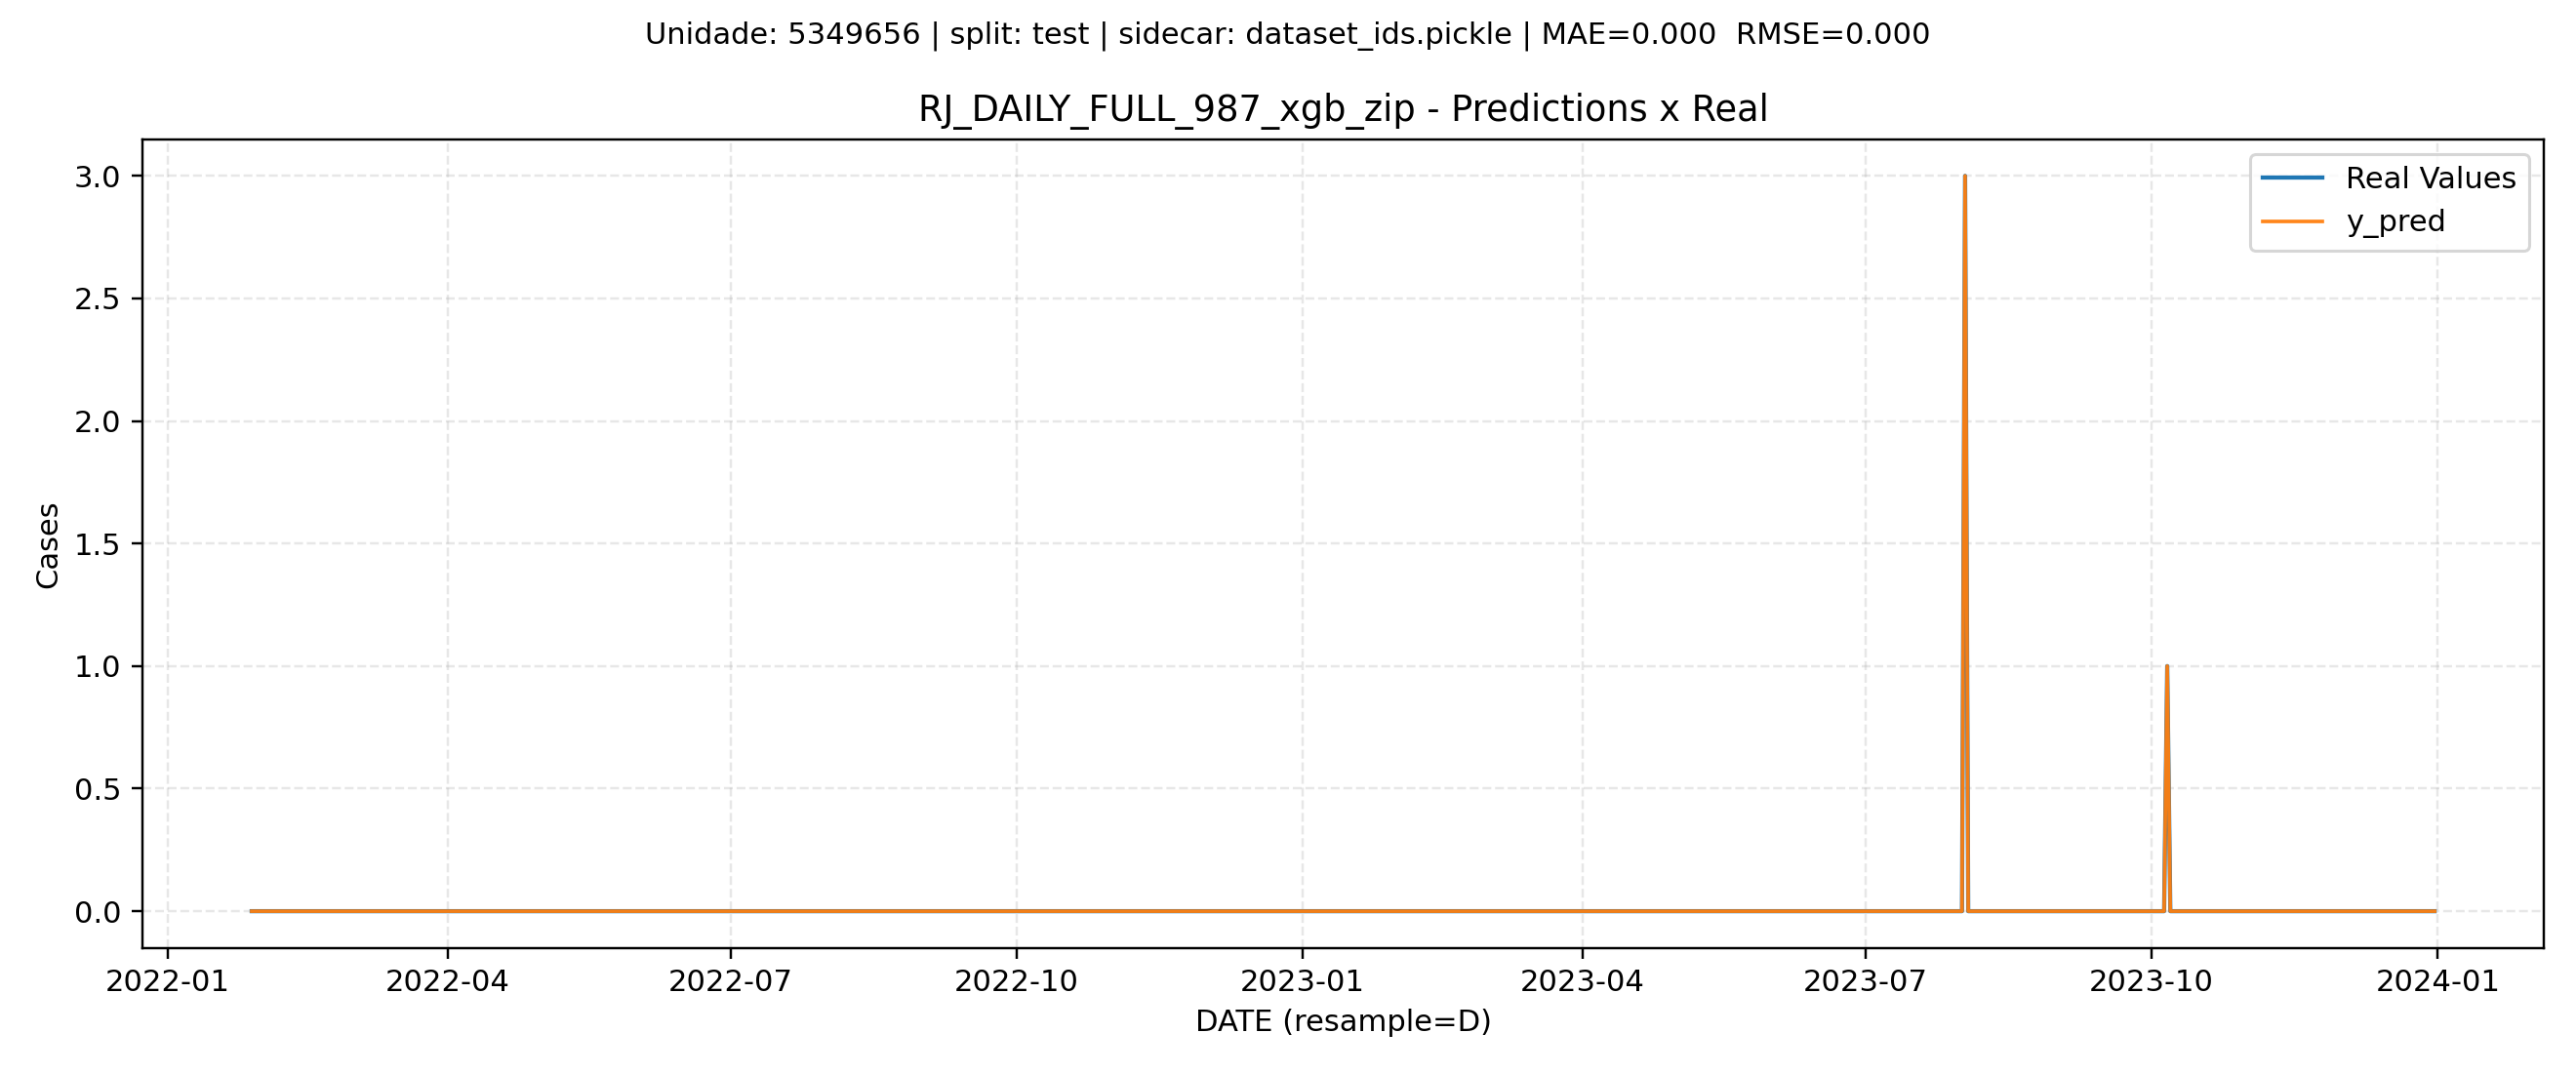 Unidade: 5349656 | split: test | sidecar: dataset_ids.pickle | MAE=0.000  RMSE=0.000
RJ_DAILY_FULL_987_xgb_zip - Predictions x Real
Real Values
y_pred
Cases
3.0
2.5
2.0
1.5
1.0
0.5
0.0
2022-01 2022-04 2022-07 2022-10 2023-01 2023-04 2023-07 2023-10 2024-01
DATE (resample=D)